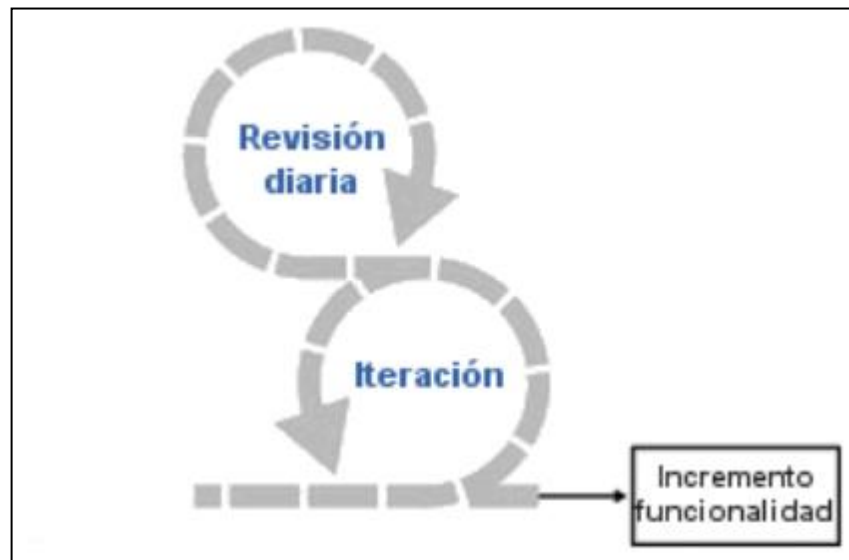 Revisión
diaria
Iteración
Incremento
funcionalidad